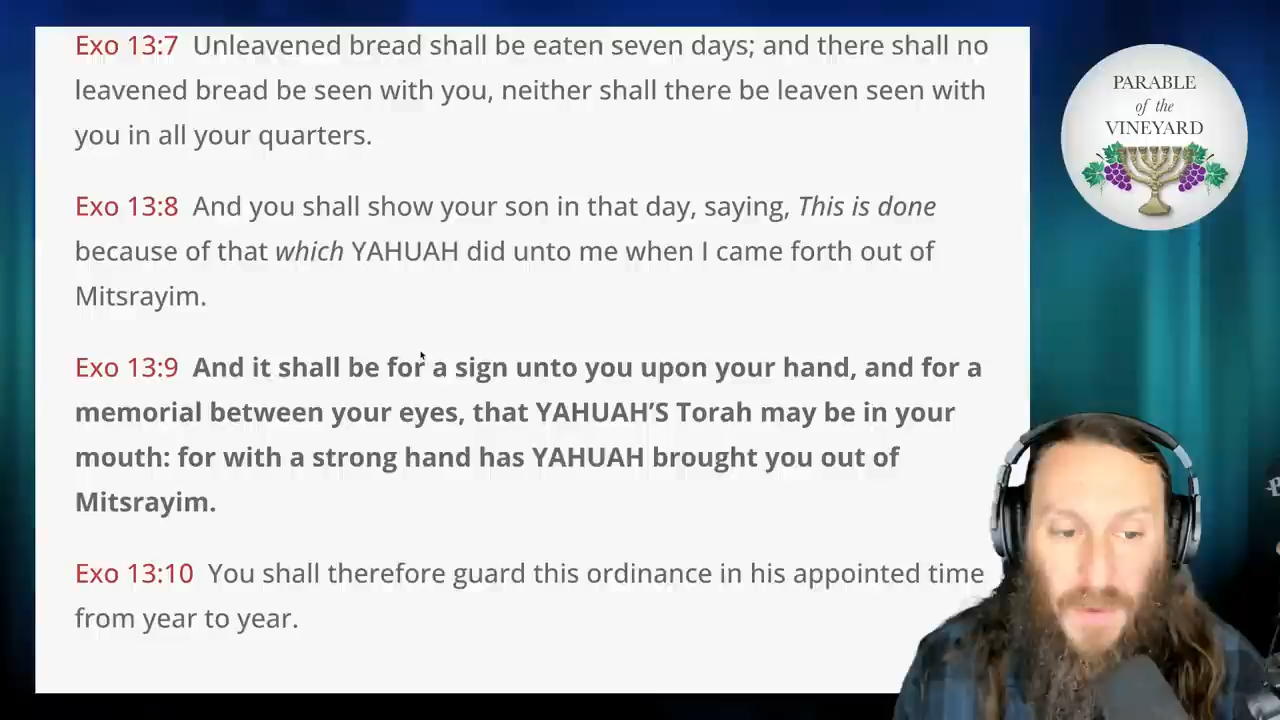 Exo 13:7 Unleavened bread shall be eaten seven days; and there shall no
leavened bread be seen with you, neither shall there be leaven seen with
you in all your quarters.
Exo 13:8 And you shall show your son in that day, saying, This is done
because of that which YAHUAH did unto me when I came forth out of
Mitsrayim.
Exo 13:9 And it shall be for a sign unto you upon your hand, and for a
memorial between your eyes, that YAHUAH’S Torah may be in your
mouth: for with a strong hand has YAHUAH brought you out of
Mitsrayim.
Exo 13:10 You shall therefore guard this ordinance in his appointed time
from year to year.
PARABLE
of the
VINEYARD